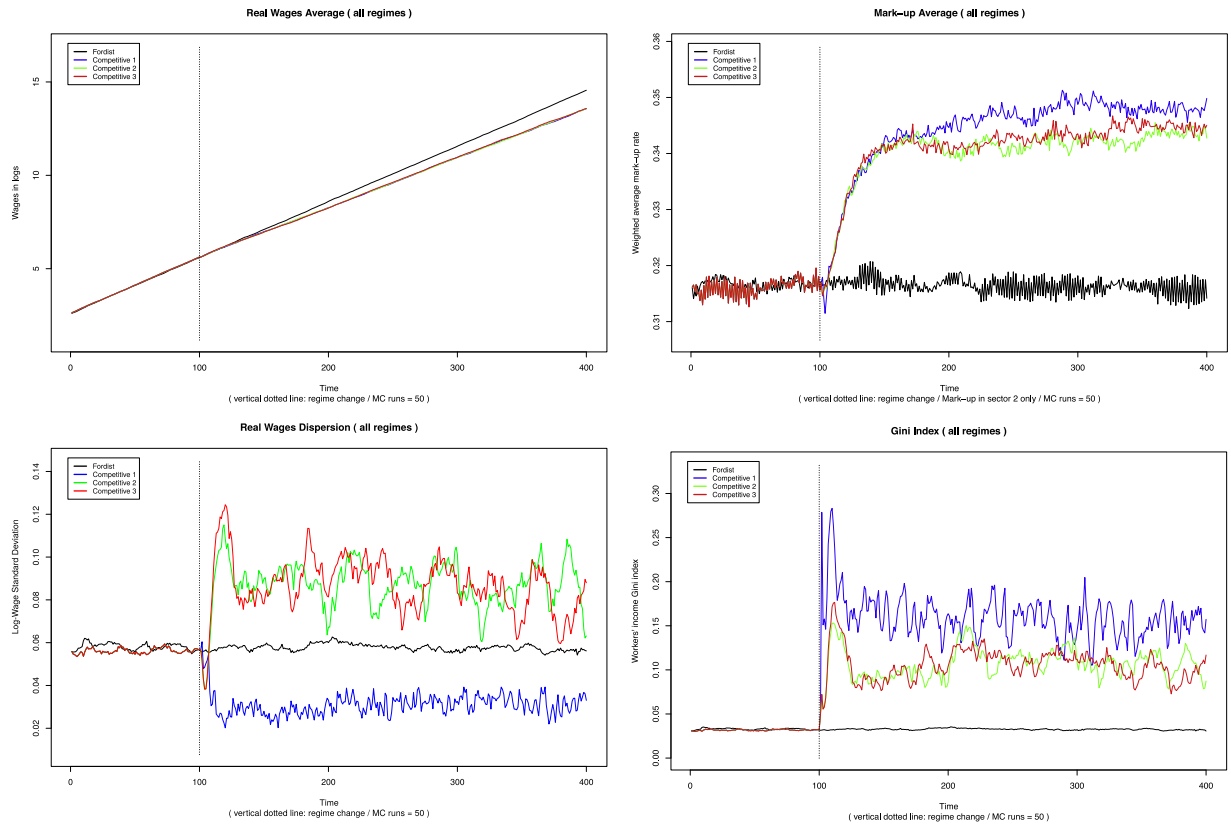 Real Wages Average ( all regimes )
Fordist
Competitive 1
Competitive 2
Competitive 3
Wages in logs
5
10
15
0
100
200
300
400
Time
( vertical dotted line: regime change / MC runs = 50 )
Mark−up Average ( all regimes )
Fordist
Competitive 1
Competitive 2
Competitive 3
Weighted average mark−up rate
0.31
0.32
0.33
0.34
0.35
0.36
0
100
200
300
400
Time
( vertical dotted line: regime change / Mark−up in sector 2 only / MC runs = 50 )
Real Wages Dispersion ( all regimes )
Fordist
Competitive 1
Competitive 2
Competitive 3
Log-Wage Standard Deviation
0.02
0.04
0.06
0.08
0.10
0.12
0.14
0
100
200
300
400
Time
( vertical dotted line: regime change / MC runs = 50 )
Gini Index ( all regimes )
Fordist
Competitive 1
Competitive 2
Competitive 3
Workers' income Gini index
0.00
0.05
0.10
0.15
0.20
0.25
0.30
0
100
200
300
400
Time
( vertical dotted line: regime change / MC runs = 50 )